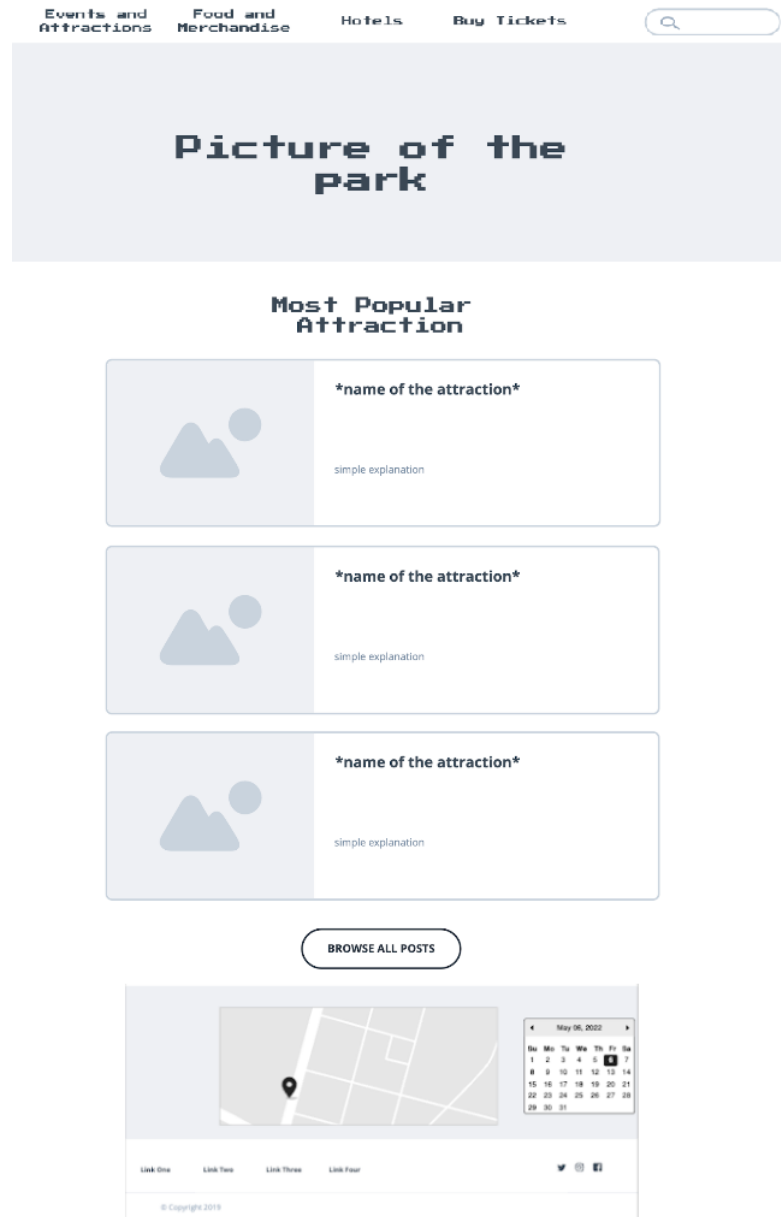 Events and
Attractions
Food and
Merchandise
Hotels
Buy Tickets
Picture of the
park
Most Popular
Attraction
*name of the attraction*
simple explanation
*name of the attraction*
simple explanation
*name of the attraction*
simple explanation
BROWSE ALL POSTS
May 06, 2022
Su Mo Tu We Th Fr Sa
1 2 3 4 5 6 7
8 9 10 11 12 13 14
15 16 17 18 19 20 21
22 23 24 25 26 27 28
29 30 31
Link One Link Two Link Three Link Four
© Copyright 2019